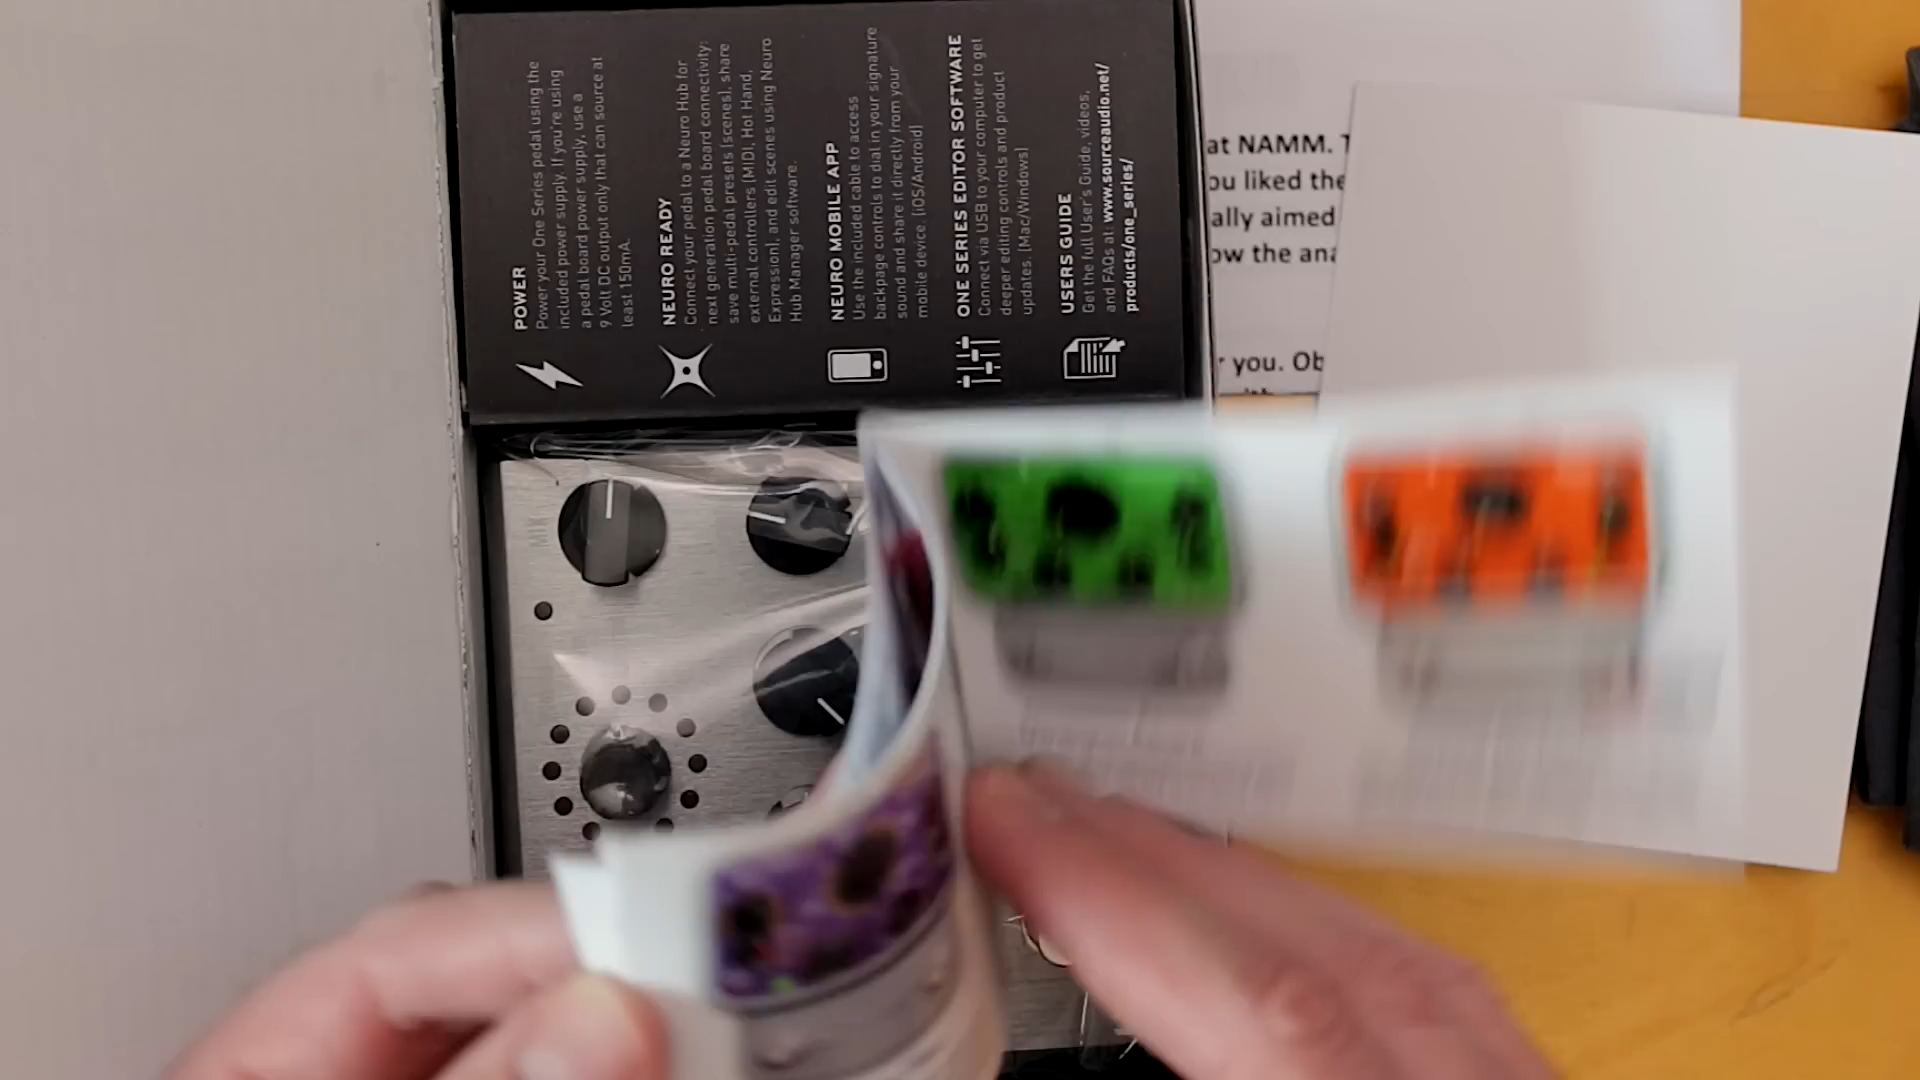 POWER
Power your One Series pedal using the
included power supply. If you're using
a pedal board power supply, use a
9 Volt DC output only that can source at
least 150mA.
NEURO READY
Connect your pedal to a Neuro Hub for
next generation pedal board connectivity:
save multi-pedal presets [scenes], share
external controllers [MIDI, Hot Hand,
Expression], and edit scenes using Neuro
Hub Manager software.
NEURO MOBILE APP
Use the included cable to access
backpage controls to dial in your signature
sound and share it directly from your
mobile device. [iOS/Android]
ONE SERIES EDITOR SOFTWARE
Connect via USB to your computer to get
deeper editing controls and product
updates. [Mac/Windows]
USERS GUIDE
Get the full User's Guide, videos,
and FAQs at: www.sourceaudio.net/
products/one_series/
at NAMM.
ou liked the
ally aimed
ow the ana
r you. Ob
MIX